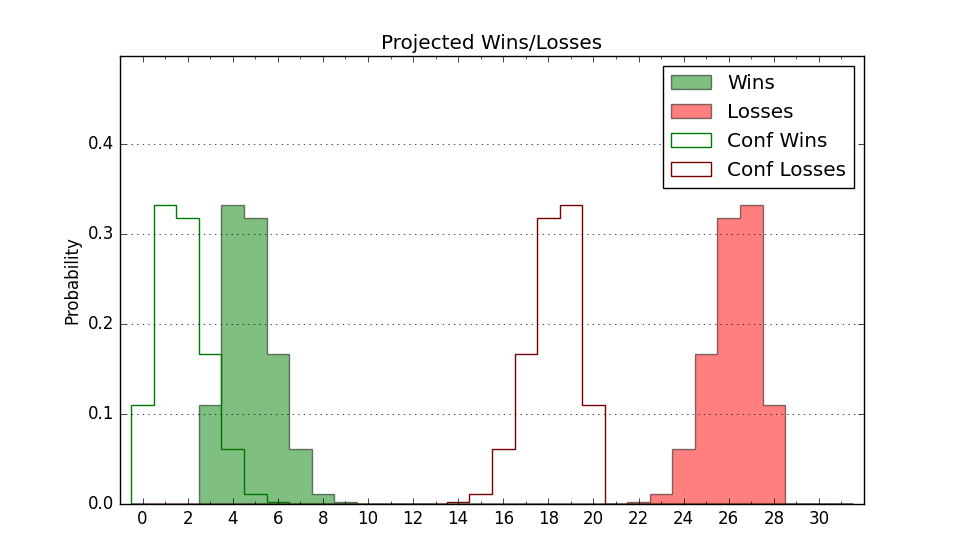 Projected Wins/Losses
Wins
Losses
Conf Wins
Conf Losses
Probability
0.4
0.3
0.2
0.1
0.0
0 2 4 6 8 10 12 14 16 18 20 22 24 26 28 30